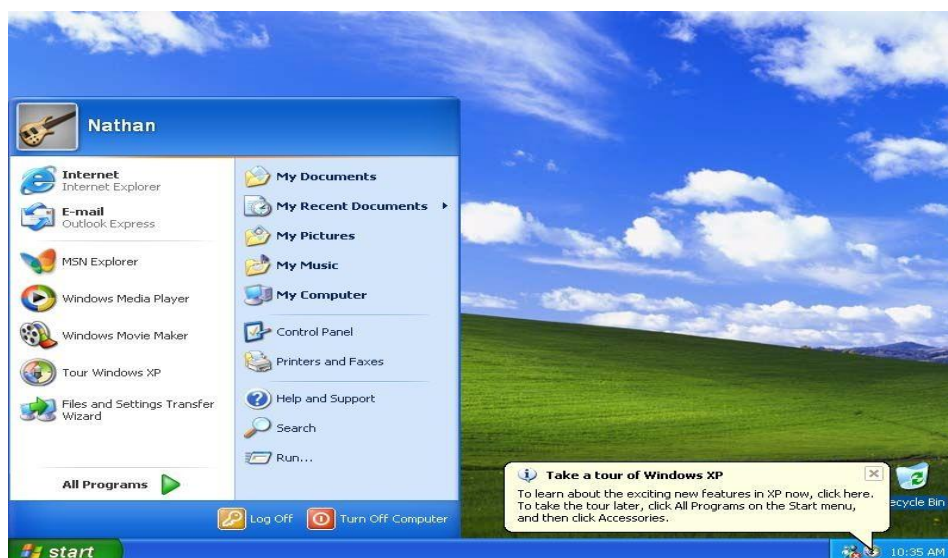 Nathan
Internet
Internet Explorer
E-mail
Outlook Express
MSN Explorer
Windows Media Player
Windows Movie Maker
Tour Windows XP
Files and Settings Transfer
Wizard
All Programs
My Documents
My Recent Documents
My Pictures
My Music
My Computer
Control Panel
Printers and Faxes
Help and Support
Search
Run...
Log Off
Turn Off Computer
Take a tour of Windows XP
To learn about the exciting new features in XP now, click here.
To take the tour later, click All Programs on the Start menu,
and then click Accessories.
ecycle Bin
start
10:35 AM